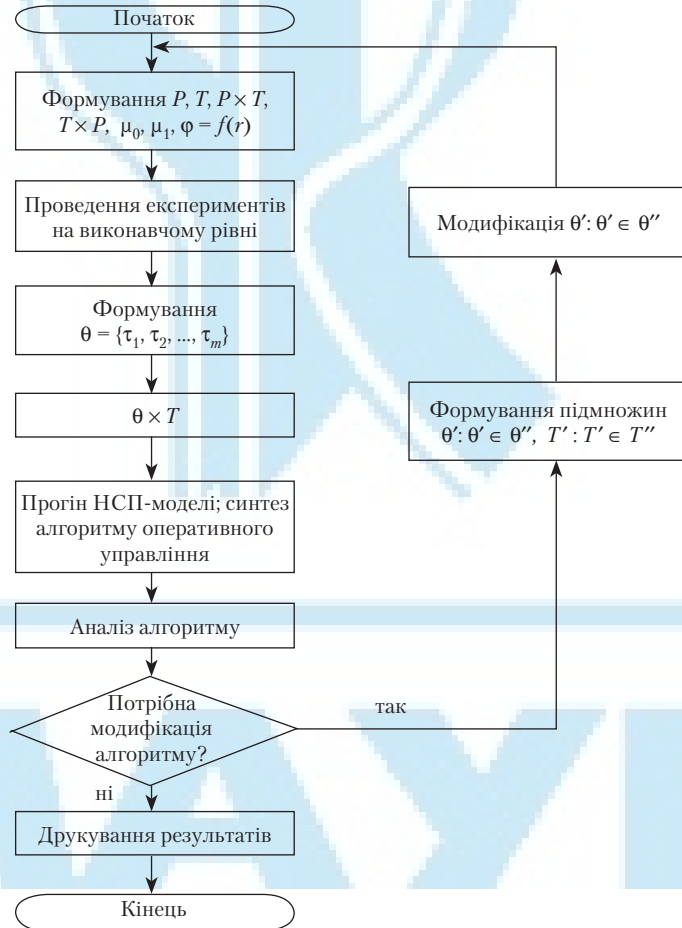 Початок
Формування P, T, P × T,
T × P, μ₀, μ₁, φ = f(r)
Проведення експериментів
на виконавчому рівні
Формування
θ = {τ₁, τ₂, ..., τₘ}
θ × T
Прогін НСП-моделі; синтез
алгоритму оперативного
управління
Аналіз алгоритму
Потрібна
модифікація
алгоритму?
так
ні
Друкування результатів
Кінець
Модифікація θ′: θ′ ∈ θ″
Формування підмножин
θ′: θ′ ∈ θ″, T′ : T′ ∈ T″